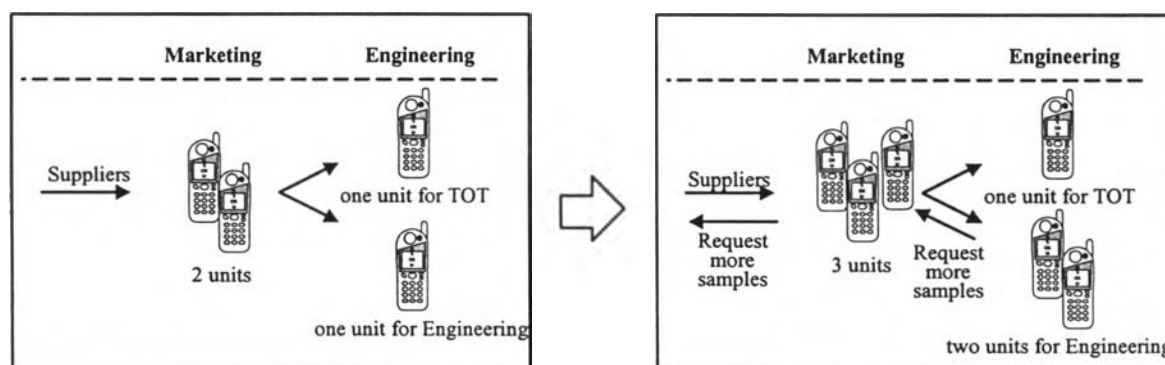 Marketing
Engineering
Suppliers
one unit for TOT
2 units
one unit for Engineering
Marketing
Engineering
Suppliers
one unit for TOT
Request
more
samples
3 units
Request
more
samples
two units for Engineering